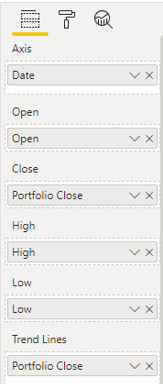 Axis
Date
Open
Open
Close
Portfolio Close
High
High
Low
Low
Trend Lines
Portfolio Close